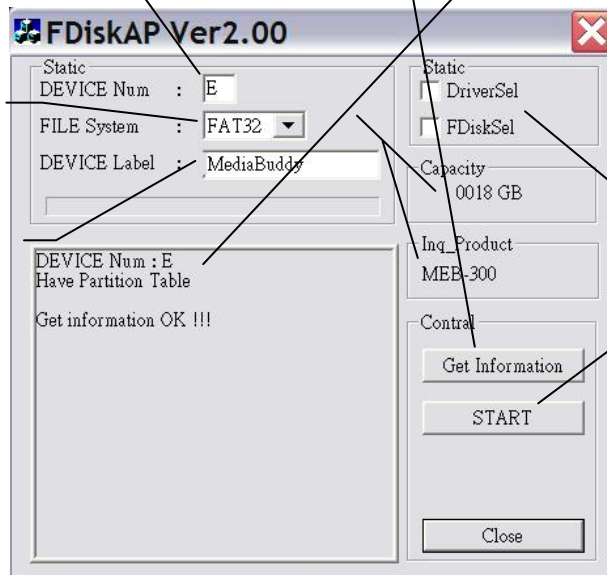 FDiskAP Ver2.00
Static
DEVICE Num : E
FILE System : FAT32
DEVICE Label : MediaBuddy
Static
DriverSel
FDiskSel
Capacity
0018 GB
Inq_Product
MEB-300
DEVICE Num : E
Have Partition Table
Get information OK !!!
Contral
Get Information
START
Close